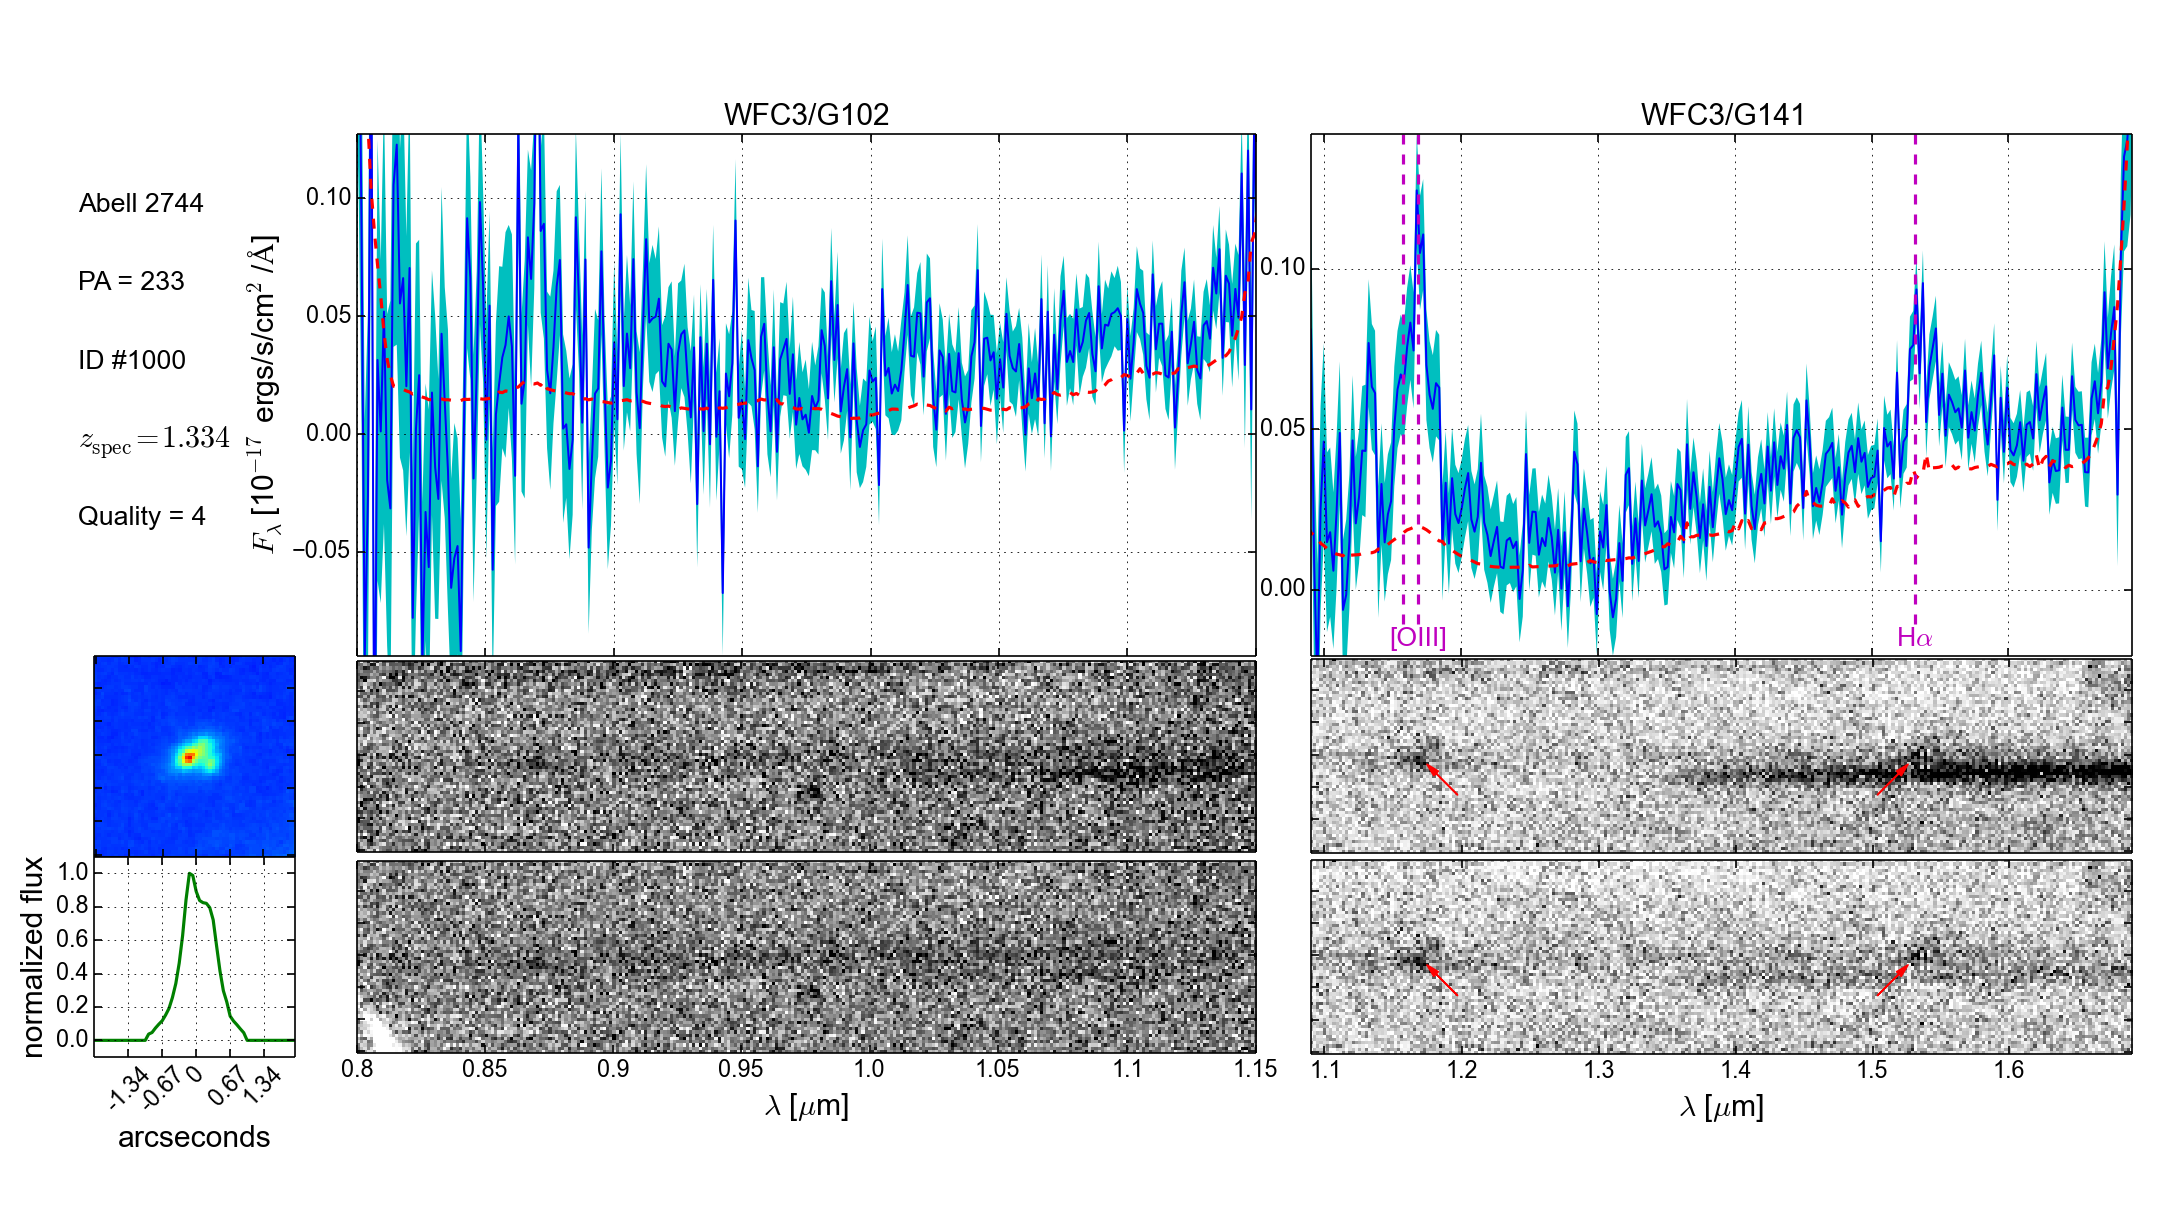 WFC3/G102
WFC3/G141
Abell 2744
PA = 233
ID #1000
z_spec = 1.334
Quality = 4
F_λ [10^−17 ergs/s/cm^2 /Å]
0.10
0.05
0.00
−0.05
0.10
0.05
0.00
[OIII]
Hα
normalized flux
1.0
0.8
0.6
0.4
0.2
0.0
-1.34
-0.67
0
0.67
1.34
arcseconds
0.8 0.85 0.9 0.95 1.0 1.05 1.1 1.15
λ [μm]
1.1 1.2 1.3 1.4 1.5 1.6
λ [μm]